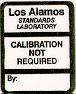 Los Alamos
STANDARDS
LABORATORY
CALIBRATION
NOT
REQUIRED
By: